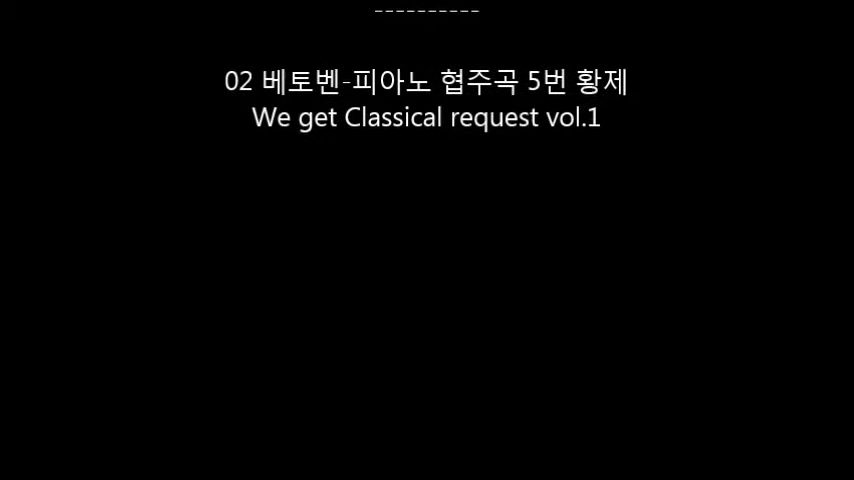 ----------
02 베토벤-피아노 협주곡 5번 황제
We get Classical request vol.1